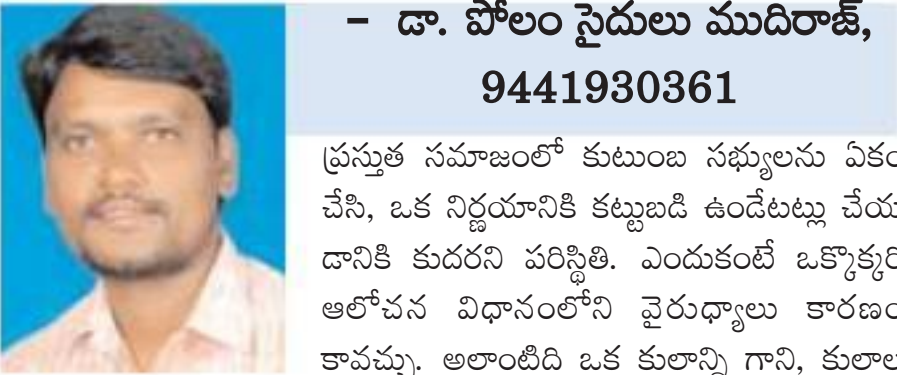 - డా. పోలం సైదులు ముదిరాజ్,
9441930361
ప్రస్తుత సమాజంలో కుటుంబ సభ్యులను ఏకం
చేసి, ఒక నిర్ణయానికి కట్టుబడి ఉండేటట్లు చేయ
డానికి కుదరని పరిస్థితి. ఎందుకంటే ఒక్కొక్కరి
ఆలోచన విధానంలోని వైరుధ్యాలు కారణం
కావచ్చు. అలాంటిది ఒక కులాన్ని గాని, కులాల